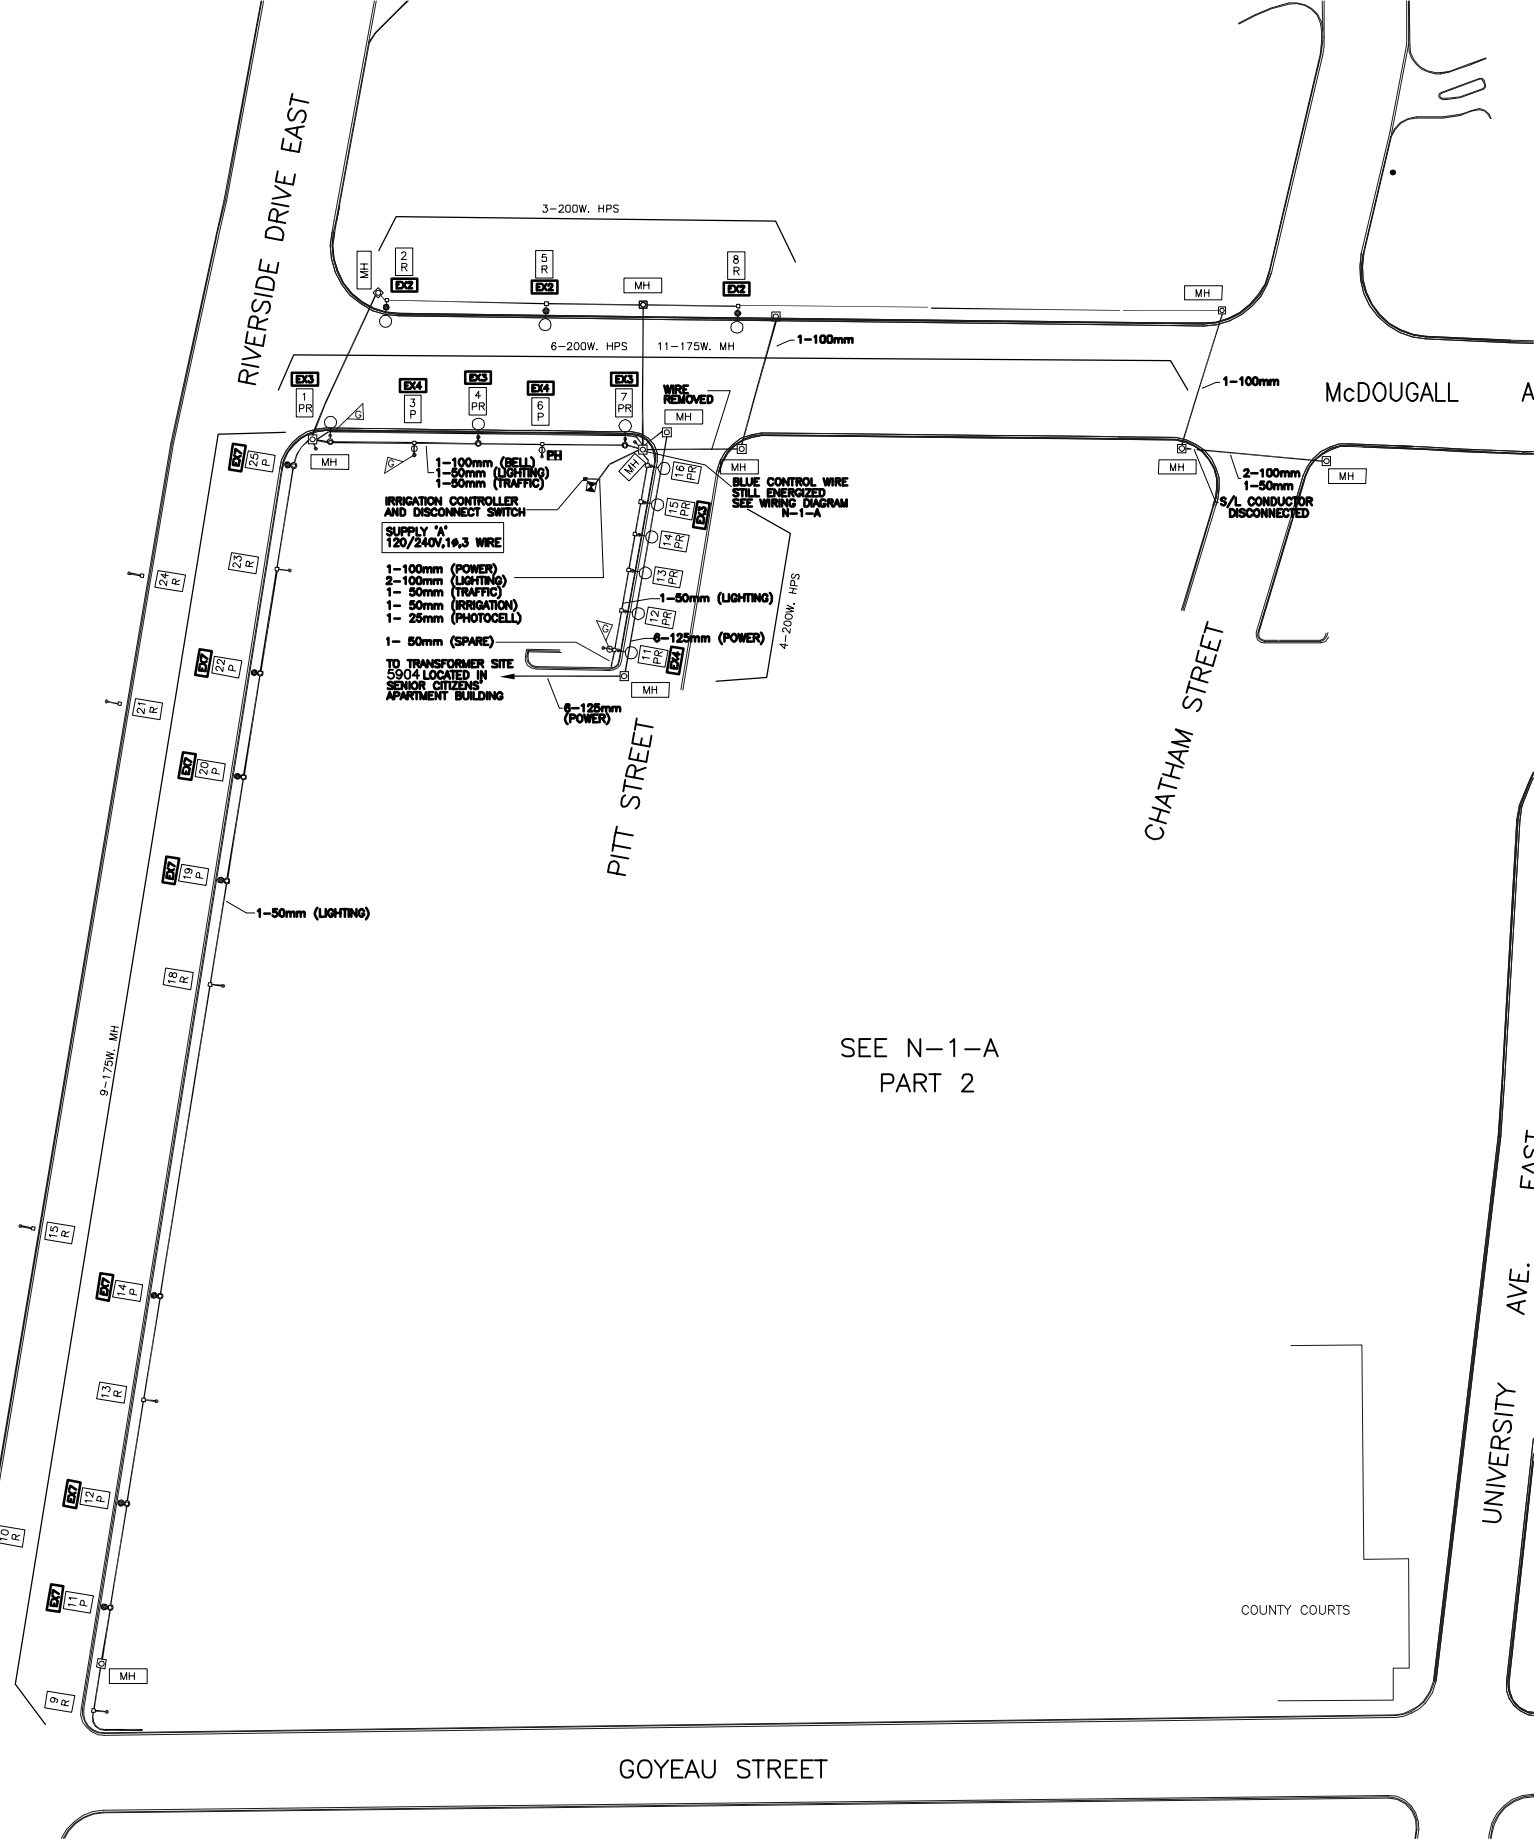 RIVERSIDE DRIVE EAST
3-200W. HPS
MH
2
R
EX2
5
R
EX2
MH
8
R
EX2
MH
6-200W. HPS 11-175W. MH
1-100mm
1-100mm
McDOUGALL A
EX3
1
PR
EX4
3
P
EX3
4
PR
EX4
6
P
EX3
7
PR
WIRE
REMOVED
MH
G
G
MH
PH
MH
1-100mm (BELL)
1-50mm (LIGHTING)
1-50mm (TRAFFIC)
IRRIGATION CONTROLLER
AND DISCONNECT SWITCH
SUPPLY 'A'
120/240V,1ø,3 WIRE
1-100mm (POWER)
2-100mm (LIGHTING)
1- 50mm (TRAFFIC)
1- 50mm (IRRIGATION)
1- 25mm (PHOTOCELL)
1- 50mm (SPARE)
TO TRANSFORMER SITE
5904 LOCATED IN
SENIOR CITIZENS'
APARTMENT BUILDING
6-125mm
(POWER)
G
16
PR
15
PR
EX3
14
PR
13
PR
12
PR
11
PR
EX4
MH
MH
BLUE CONTROL WIRE
STILL ENERGIZED
SEE WIRING DIAGRAM
N-1-A
1-50mm (LIGHTING)
6-125mm (POWER)
4-200W. HPS
MH
2-100mm
1-50mm
MH
S/L CONDUCTOR
DISCONNECTED
PITT STREET
CHATHAM STREET
EX7
25
P
23
R
24
R
EX7
22
P
21
R
EX7
20
P
EX7
19
P
1-50mm (LIGHTING)
18
R
9-175W. MH
15
R
EX7
14
P
13
R
EX7
12
P
10
R
EX7
11
P
MH
9
R
SEE N-1-A
PART 2
COUNTY COURTS
UNIVERSITY AVE. EAST
GOYEAU STREET